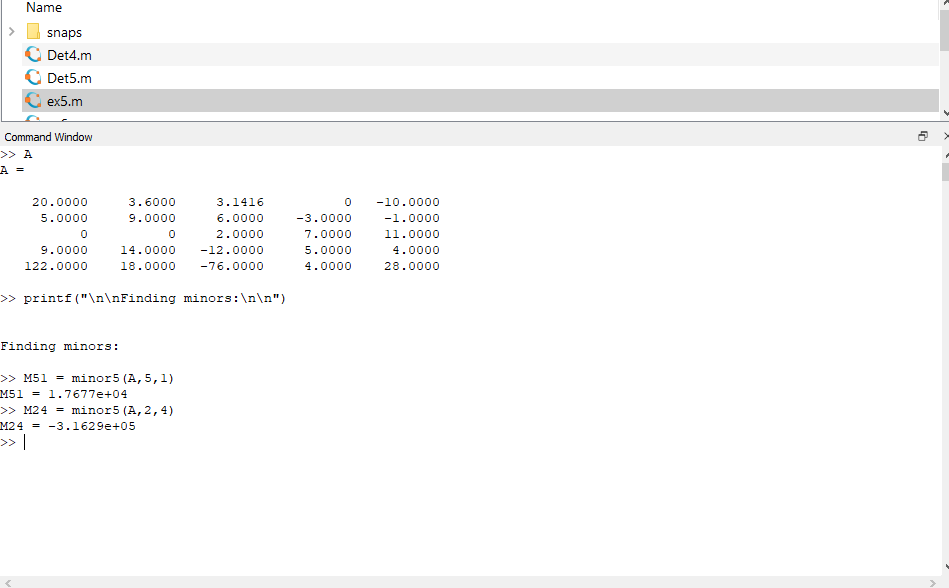 Name
snaps
Det4.m
Det5.m
ex5.m
Command Window
>> A
A =
20.0000 3.6000 3.1416 0 -10.0000
5.0000 9.0000 6.0000 -3.0000 -1.0000
0 0 2.0000 7.0000 11.0000
9.0000 14.0000 -12.0000 5.0000 4.0000
122.0000 18.0000 -76.0000 4.0000 28.0000
>> printf("\n\nFinding minors:\n\n")
Finding minors:
>> M51 = minor5(A,5,1)
M51 = 1.7677e+04
>> M24 = minor5(A,2,4)
M24 = -3.1629e+05
>>